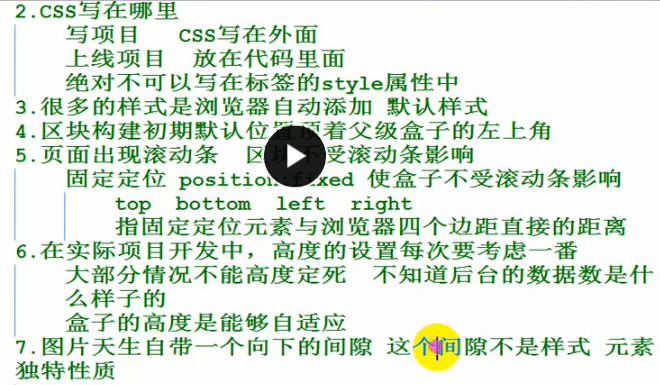 2.CSS写在哪里
写项目 CSS写在外面
上线项目 放在代码里面
绝对不可以写在标签的style属性中
3.很多的样式是浏览器自动添加 默认样式
4.区块构建初期默认位置顶着父级盒子的左上角
5.页面出现滚动条 区块不受滚动条影响
固定定位 position:fixed 使盒子不受滚动条影响
top bottom left right
指固定定位元素与浏览器四个边距直接的距离
6.在实际项目开发中，高度的设置每次要考虑一番
大部分情况不能高度定死 不知道后台的数据数是什
么样子的
盒子的高度是能够自适应
7.图片天生自带一个向下的间隙 这个间隙不是样式 元素
独特性质